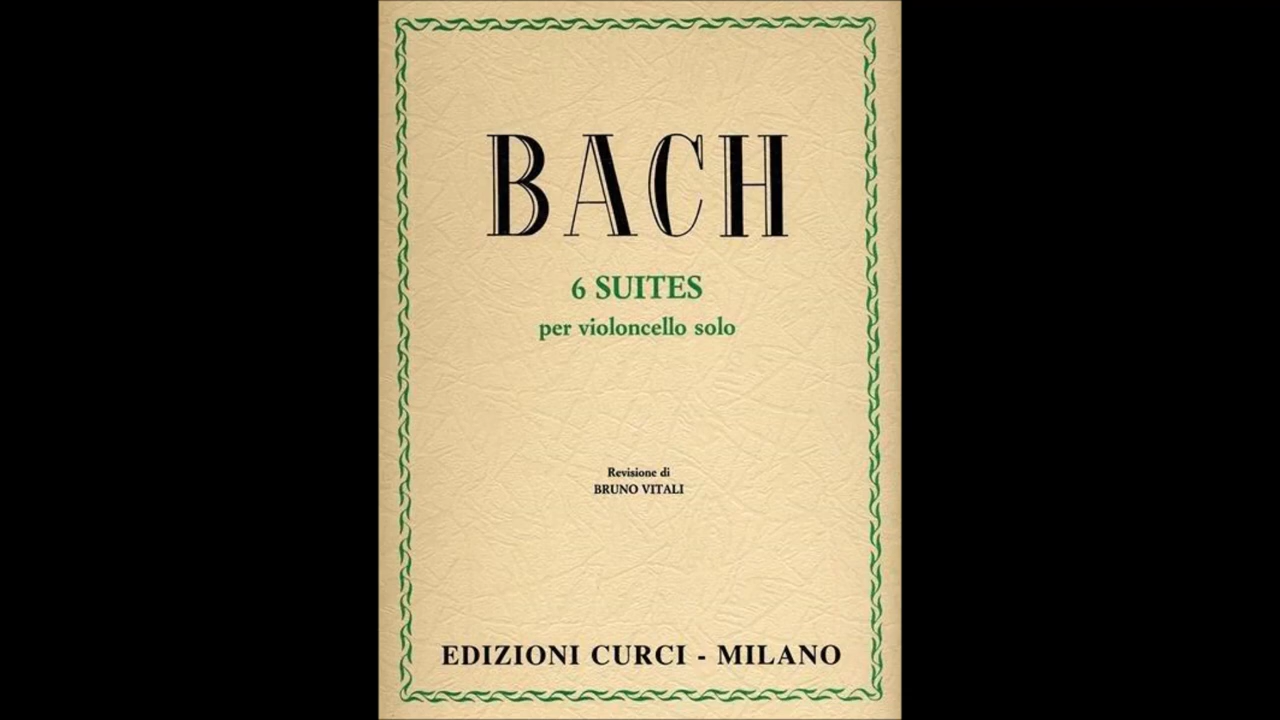 BACH
6 SUITES
per violoncello solo
Revisione di
BRUNO VITALI
EDIZIONI CURCI - MILANO